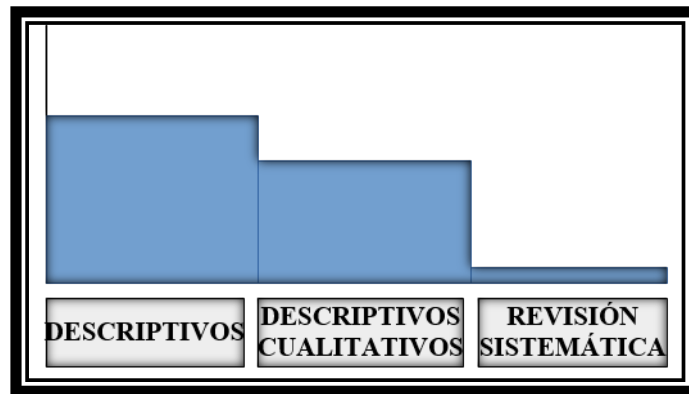 DESCRIPTIVOS
DESCRIPTIVOS
CUALITATIVOS
REVISIÓN
SISTEMÁTICA